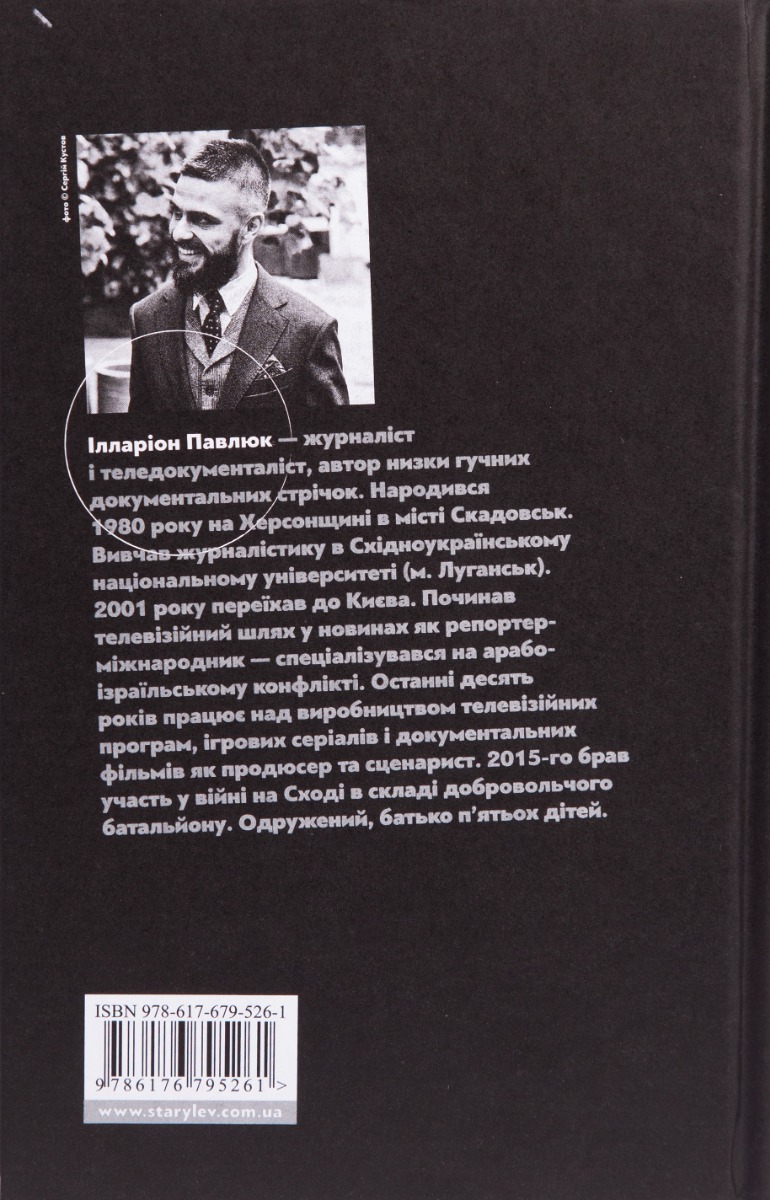 фото © Сергій Кустов
Ілларіон Павлюк — журналіст
і теледокументаліст, автор низки гучних
документальних стрічок. Народився
1980 року на Херсонщині в місті Скадовськ.
Вивчав журналістику в Східноукраїнському
національному університеті (м. Луганськ).
2001 року переїхав до Києва. Починав
телевізійний шлях у новинах як репортер-
міжнародник — спеціалізувався на арабо-
ізраїльському конфлікті. Останні десять
років працює над виробництвом телевізійних
програм, ігрових серіалів і документальних
фільмів як продюсер та сценарист. 2015-го брав
участь у війні на Сході в складі добровольчого
батальйону. Одружений, батько п’ятьох дітей.
ISBN 978-617-679-526-1
9 786176 795261 >
www.starylev.com.ua